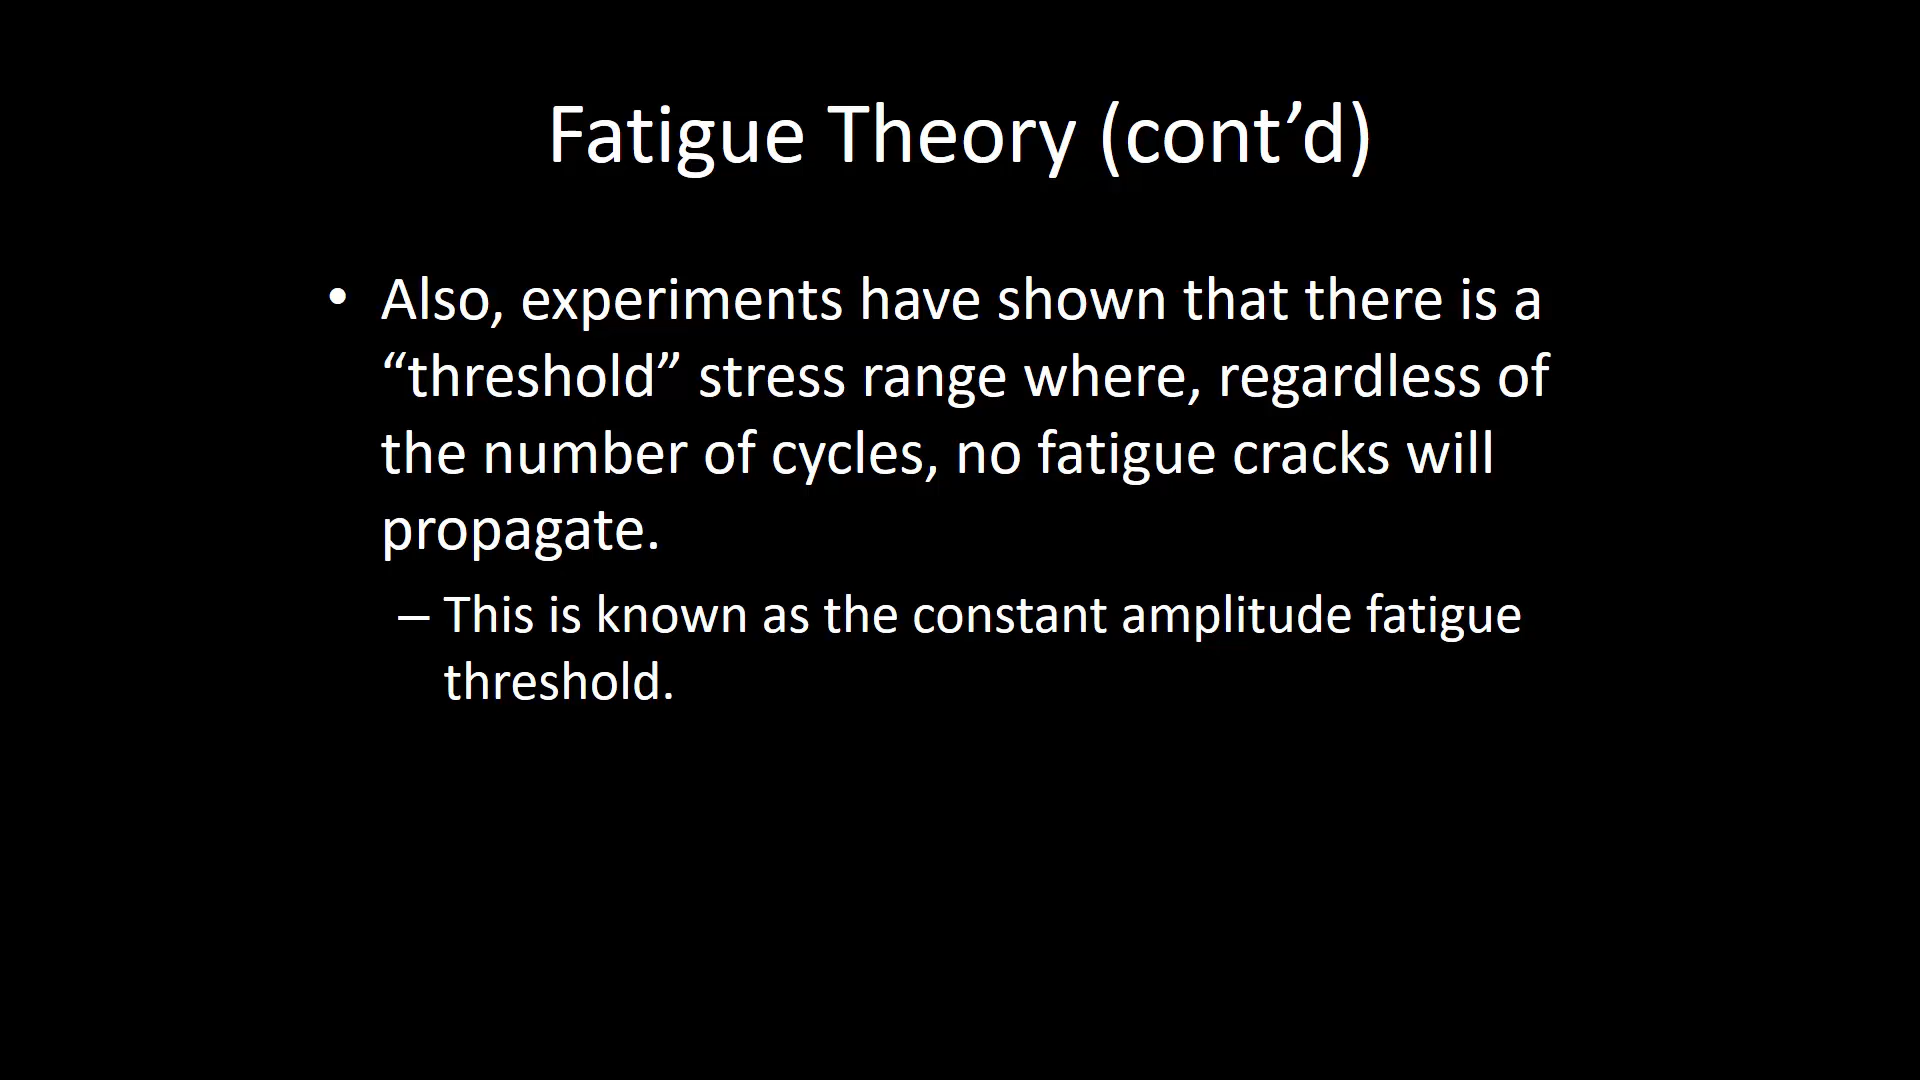 Fatigue Theory (cont’d)
• Also, experiments have shown that there is a
“threshold” stress range where, regardless of
the number of cycles, no fatigue cracks will
propagate.
– This is known as the constant amplitude fatigue
threshold.